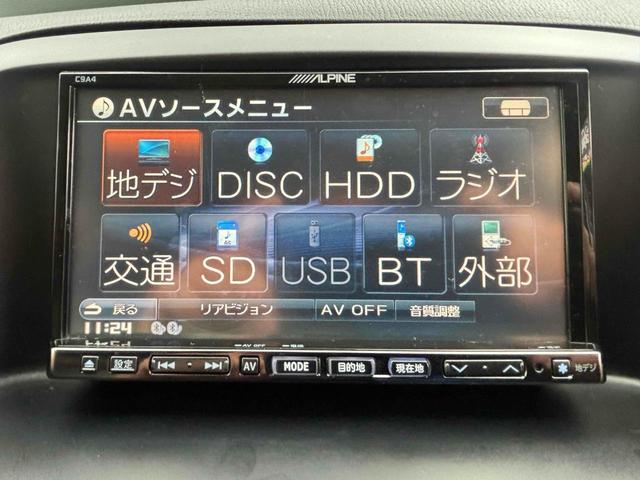 C9A4
ALPINE
AVソースメニュー
地デジ DISC HDD ラジオ
交通 SD USB BT 外部
戻る リアビジョン AV OFF 音質調整
11:24
AV OFF
設定 AV MODE 目的地 現在地 地デジ